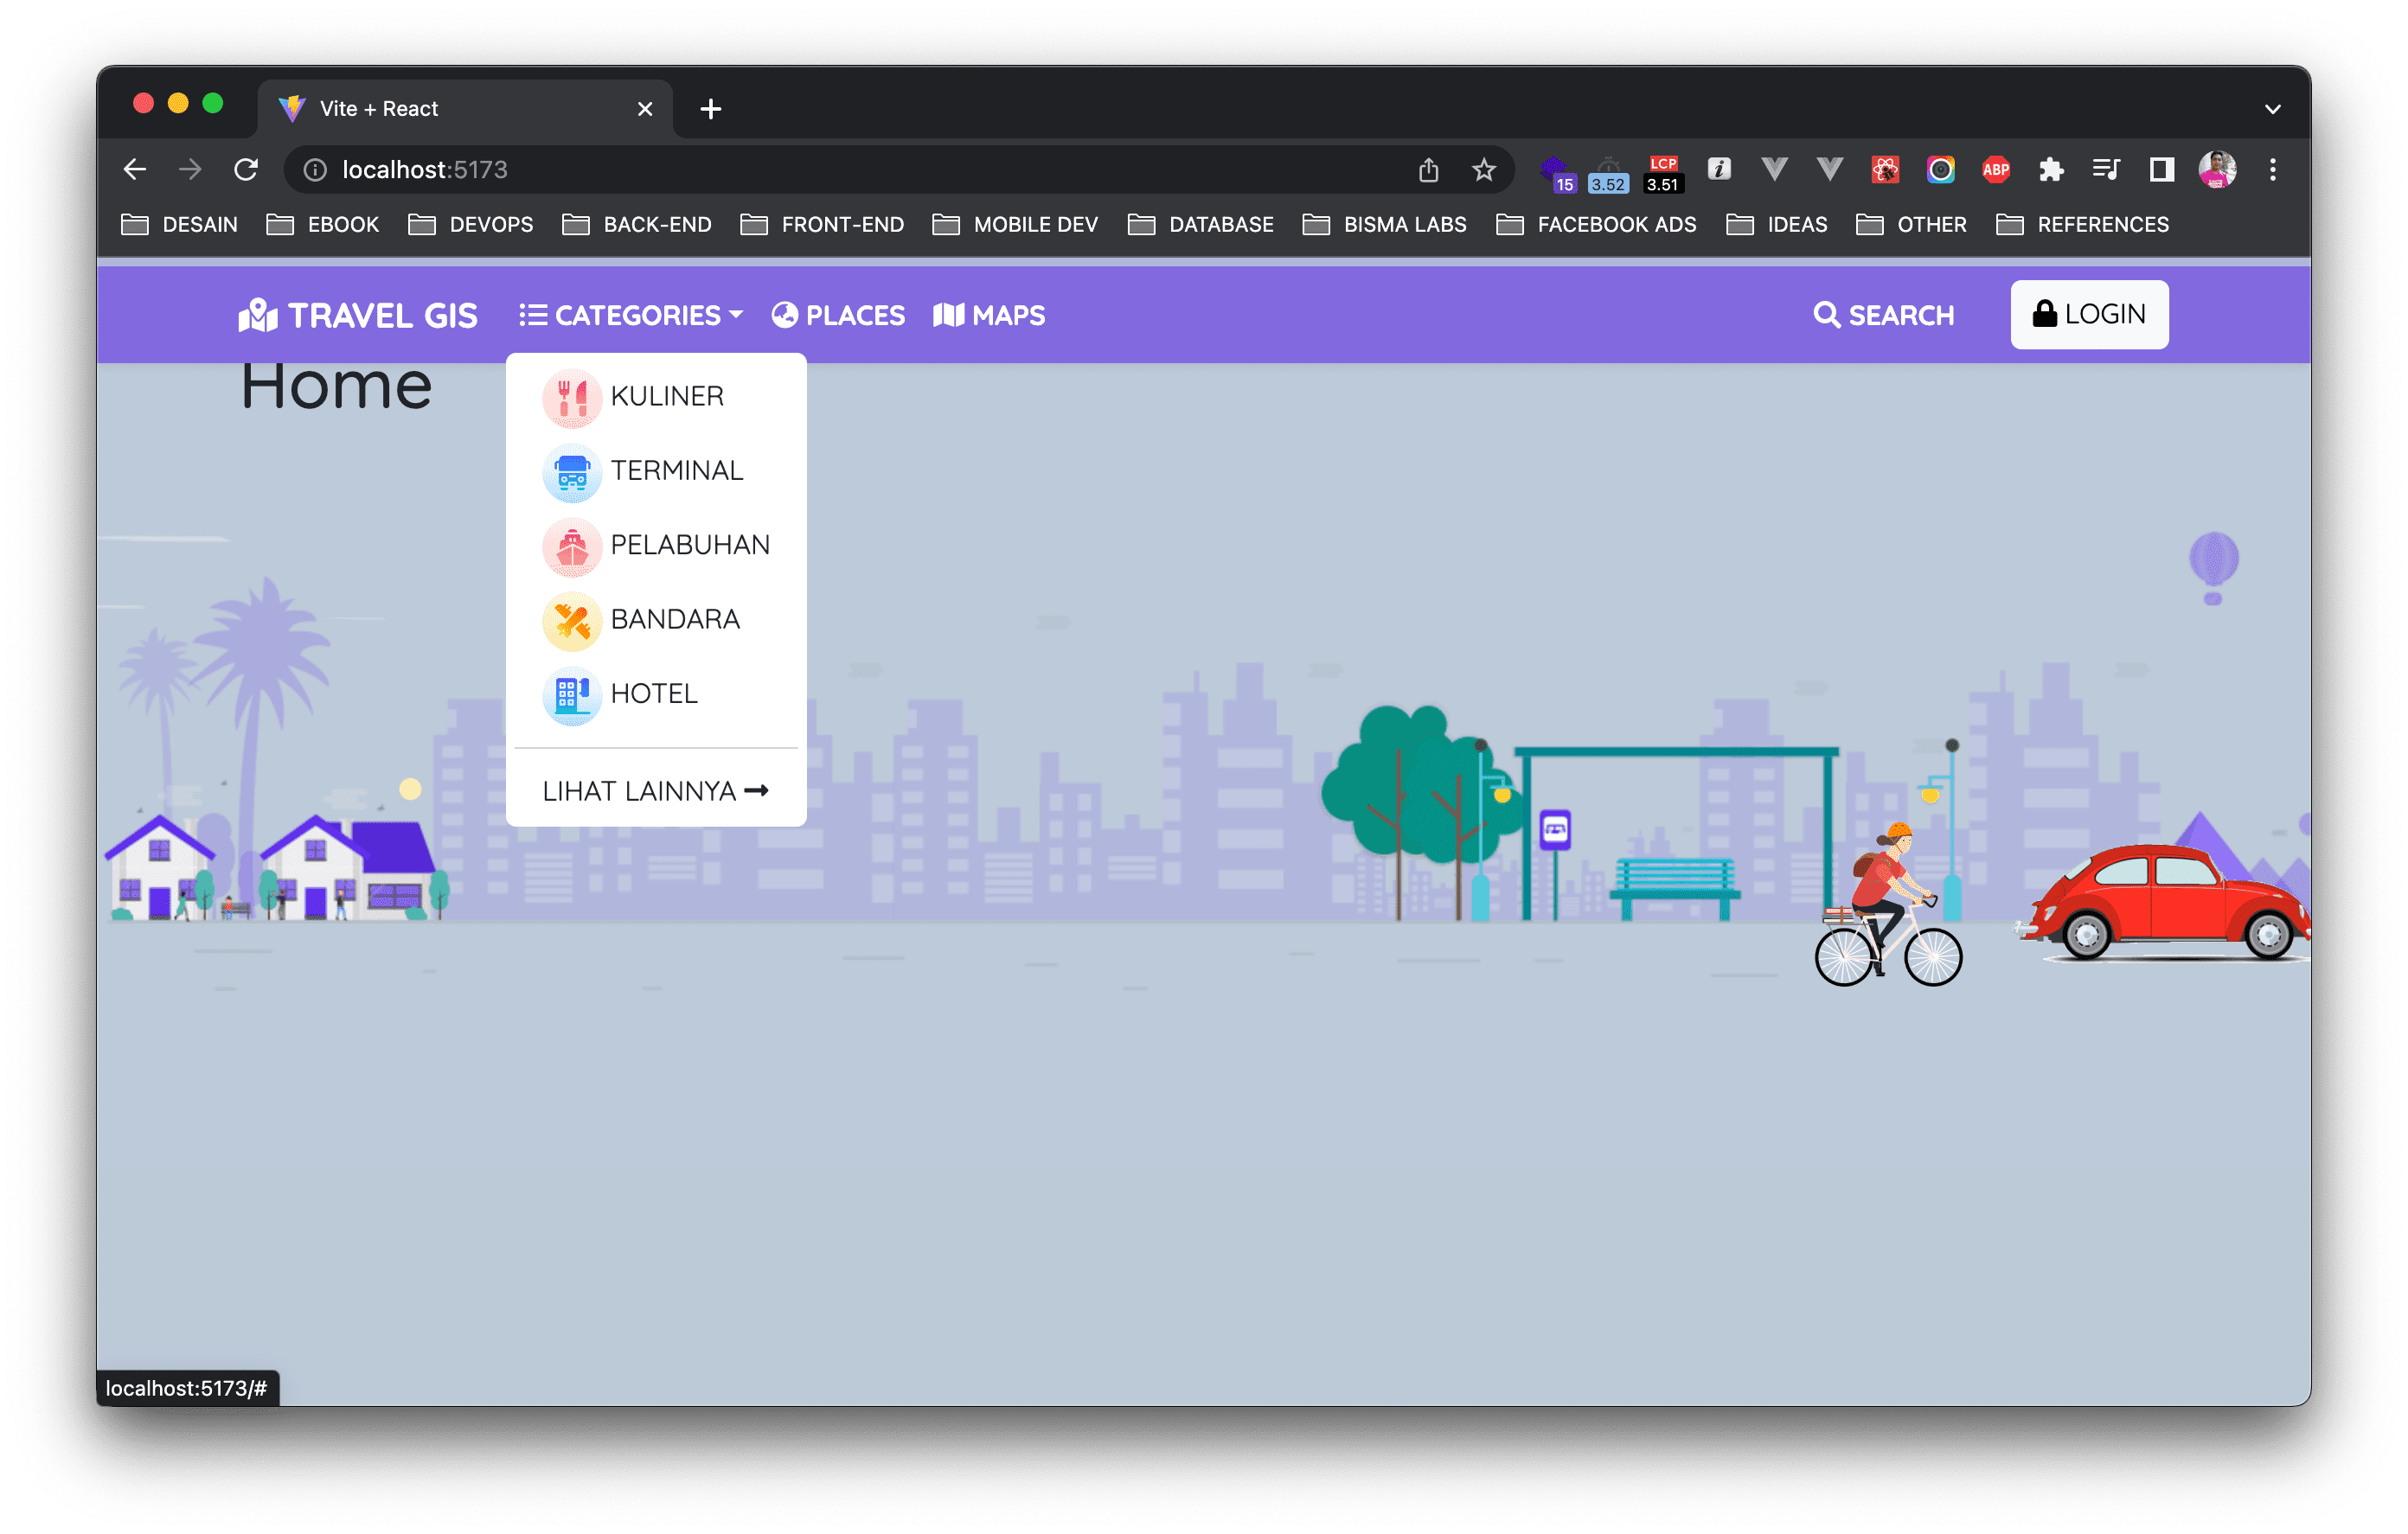 Vite + React
localhost:5173
15
3.52
LCP
3.51
i
ABP
DESAIN EBOOK DEVOPS BACK-END FRONT-END MOBILE DEV DATABASE BISMA LABS FACEBOOK ADS IDEAS OTHER REFERENCES
TRAVEL GIS CATEGORIES PLACES MAPS SEARCH LOGIN
Home
KULINER
TERMINAL
PELABUHAN
BANDARA
HOTEL
LIHAT LAINNYA
localhost:5173/#